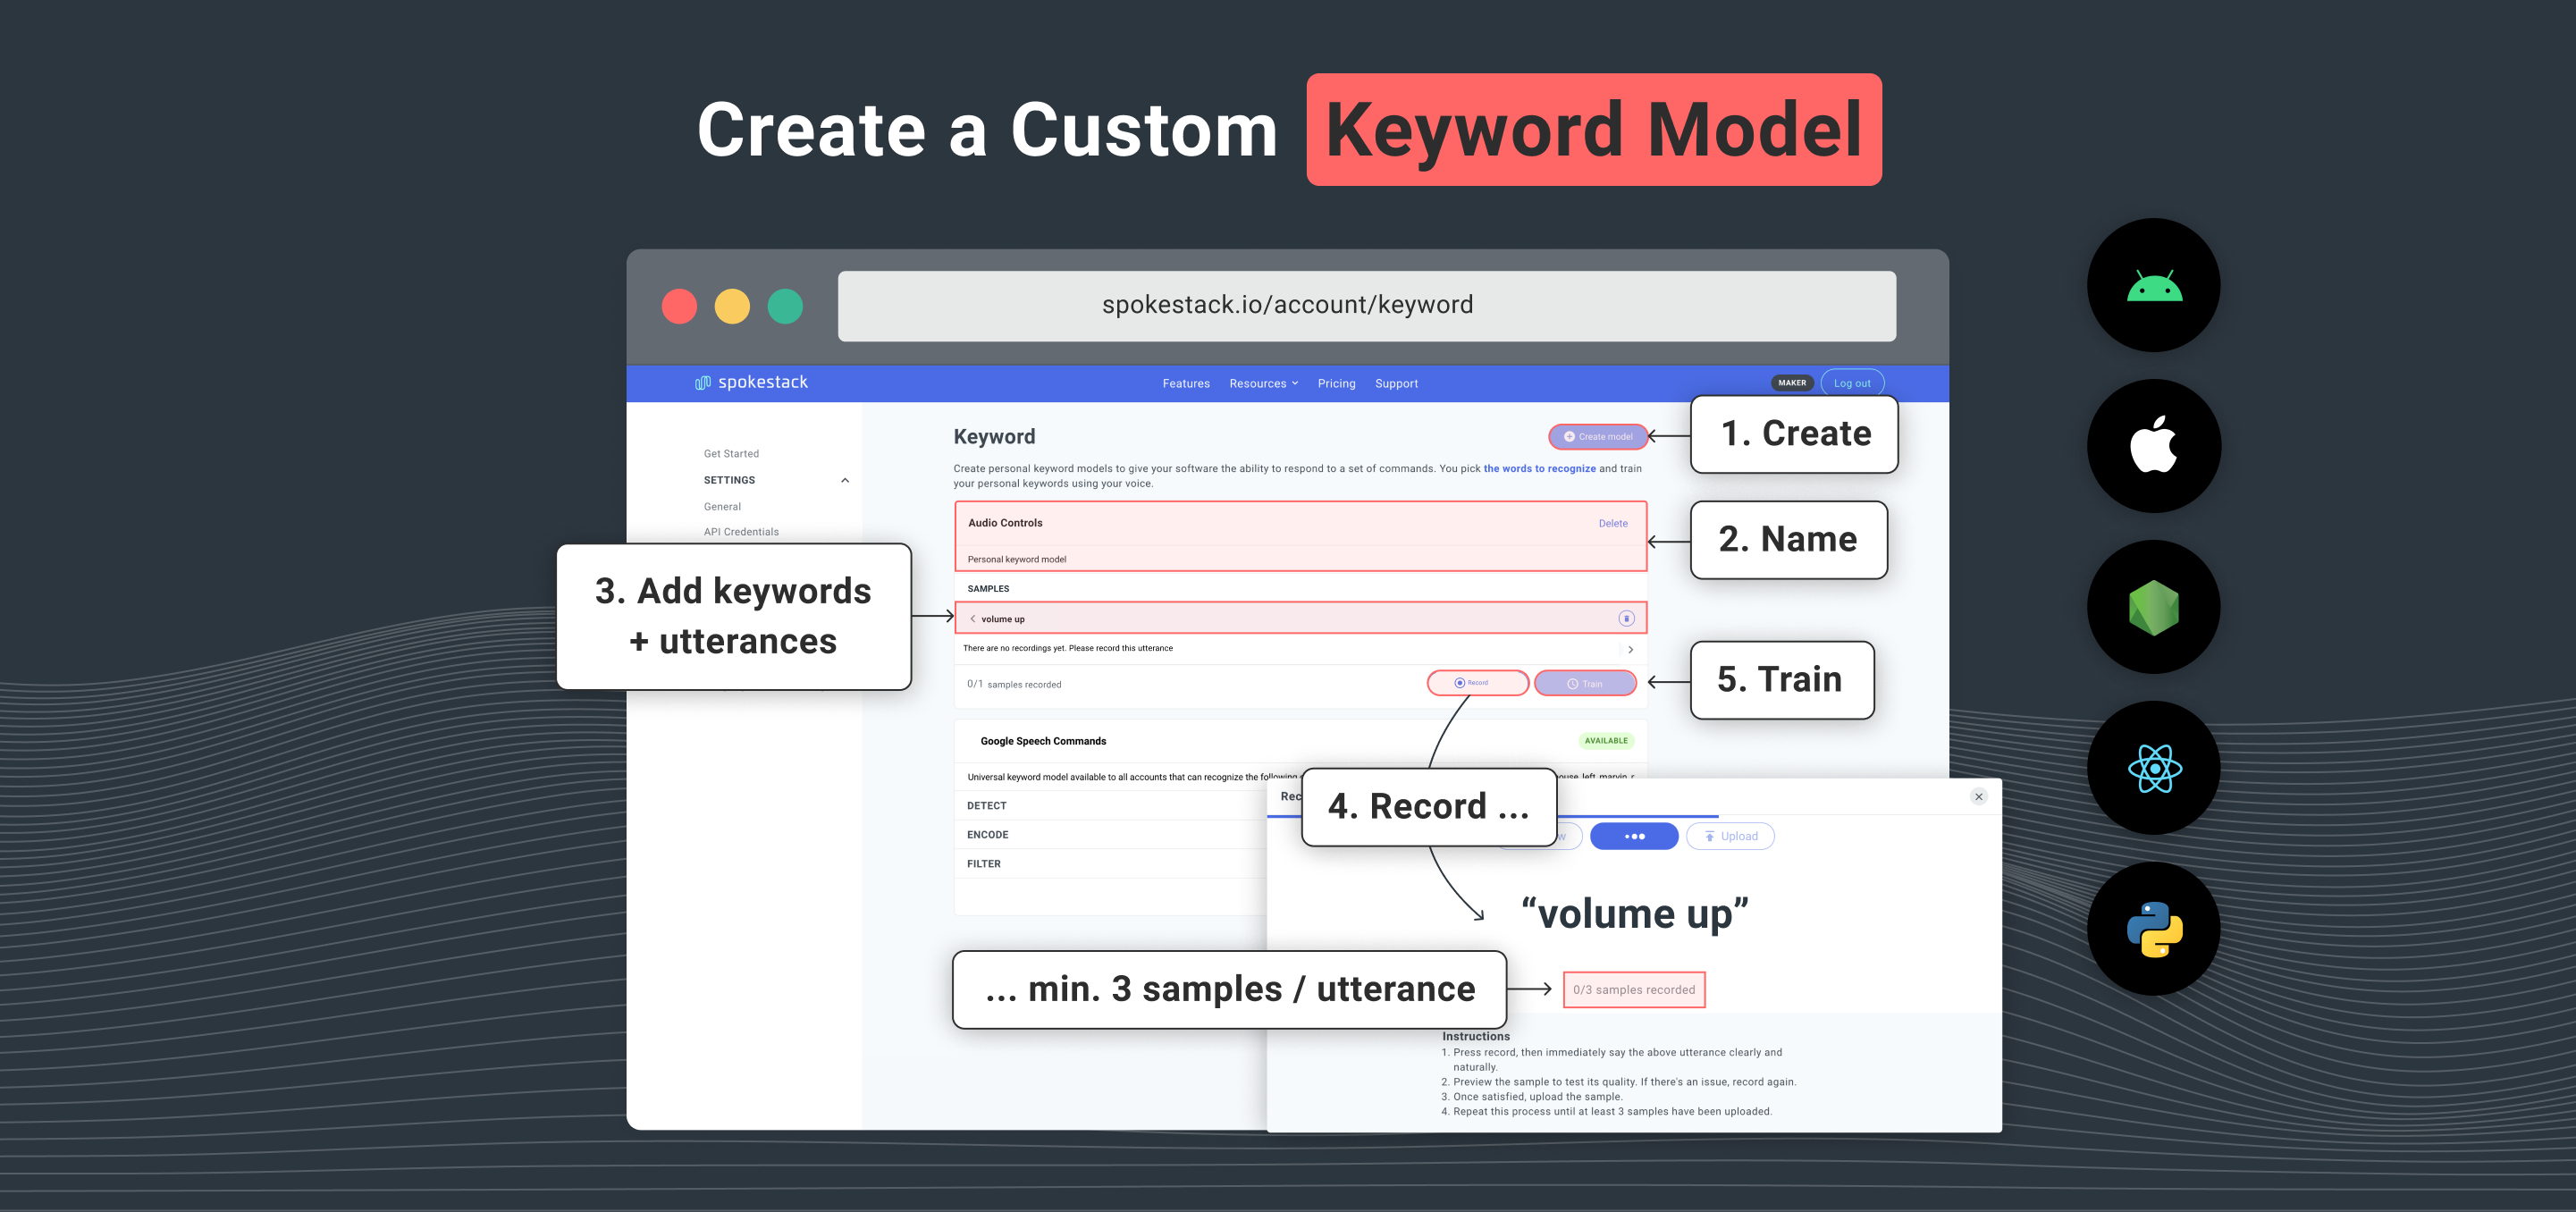 Create a Custom Keyword Model
spokestack.io/account/keyword
spokestack
Features Resources Pricing Support
MAKER Log out
Get Started
SETTINGS
General
API Credentials
Keyword
Create model
1. Create
Create personal keyword models to give your software the ability to respond to a set of commands. You pick the words to recognize and train
your personal keywords using your voice.
Audio Controls
Delete
2. Name
Personal keyword model
3. Add keywords
+ utterances
SAMPLES
volume up
There are no recordings yet. Please record this utterance
0/1 samples recorded
Record
Train
5. Train
Google Speech Commands
AVAILABLE
Universal keyword model available to all accounts that can recognize the following
left, marvin, r
DETECT
ENCODE
FILTER
Rec
4. Record ...
Upload
“volume up”
... min. 3 samples / utterance
0/3 samples recorded
Instructions
1. Press record, then immediately say the above utterance clearly and
naturally.
2. Preview the sample to test its quality. If there's an issue, record again.
3. Once satisfied, upload the sample.
4. Repeat this process until at least 3 samples have been uploaded.